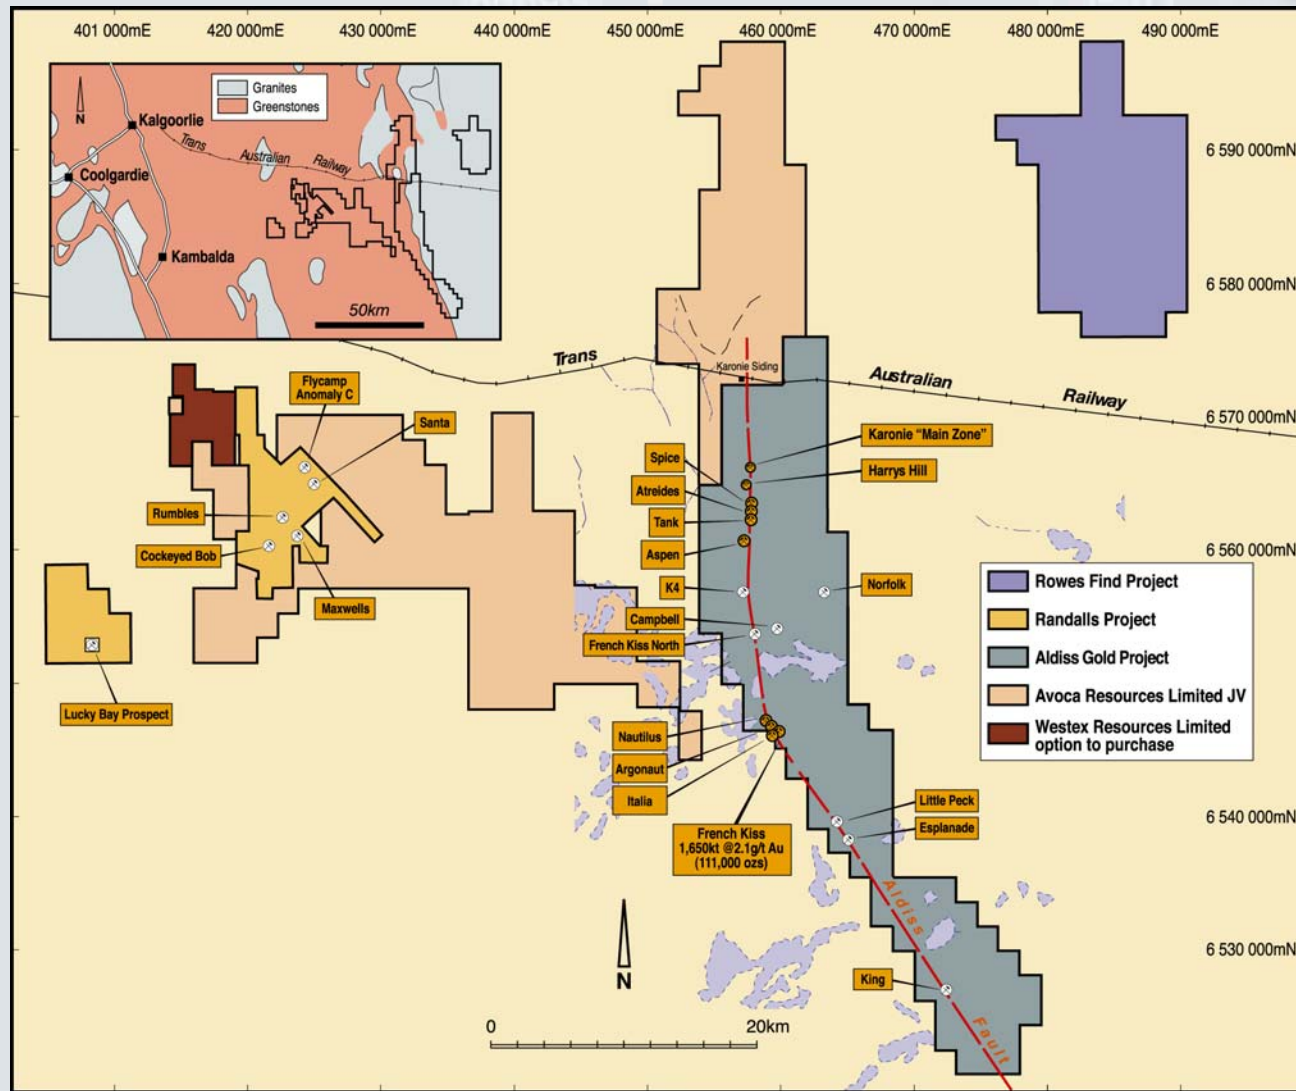 401 000mE
420 000mE
430 000mE
440 000mE
450 000mE
460 000mE
470 000mE
480 000mE
490 000mE
Granites
Greenstones
N
Kalgoorlie
Trans
Australian
Railway
Coolgardie
Kambalda
50km
6 590 000mN
6 580 000mN
6 570 000mN
6 560 000mN
6 540 000mN
6 530 000mN
Trans
Karonie Siding
Australian
Railway
Flycamp
Anomaly C
Santa
Rumbles
Cockeyed Bob
Maxwells
Lucky Bay Prospect
Karonie "Main Zone"
Spice
Harrys Hill
Atreides
Tank
Aspen
K4
Norfolk
Campbell
French Kiss North
Nautilus
Argonaut
Italia
French Kiss
1,650kt @2.1g/t Au
(111,000 ozs)
Little Peck
Esplanade
Aldiss
Fault
King
Rowes Find Project
Randalls Project
Aldiss Gold Project
Avoca Resources Limited JV
Westex Resources Limited
option to purchase
N
0
20km